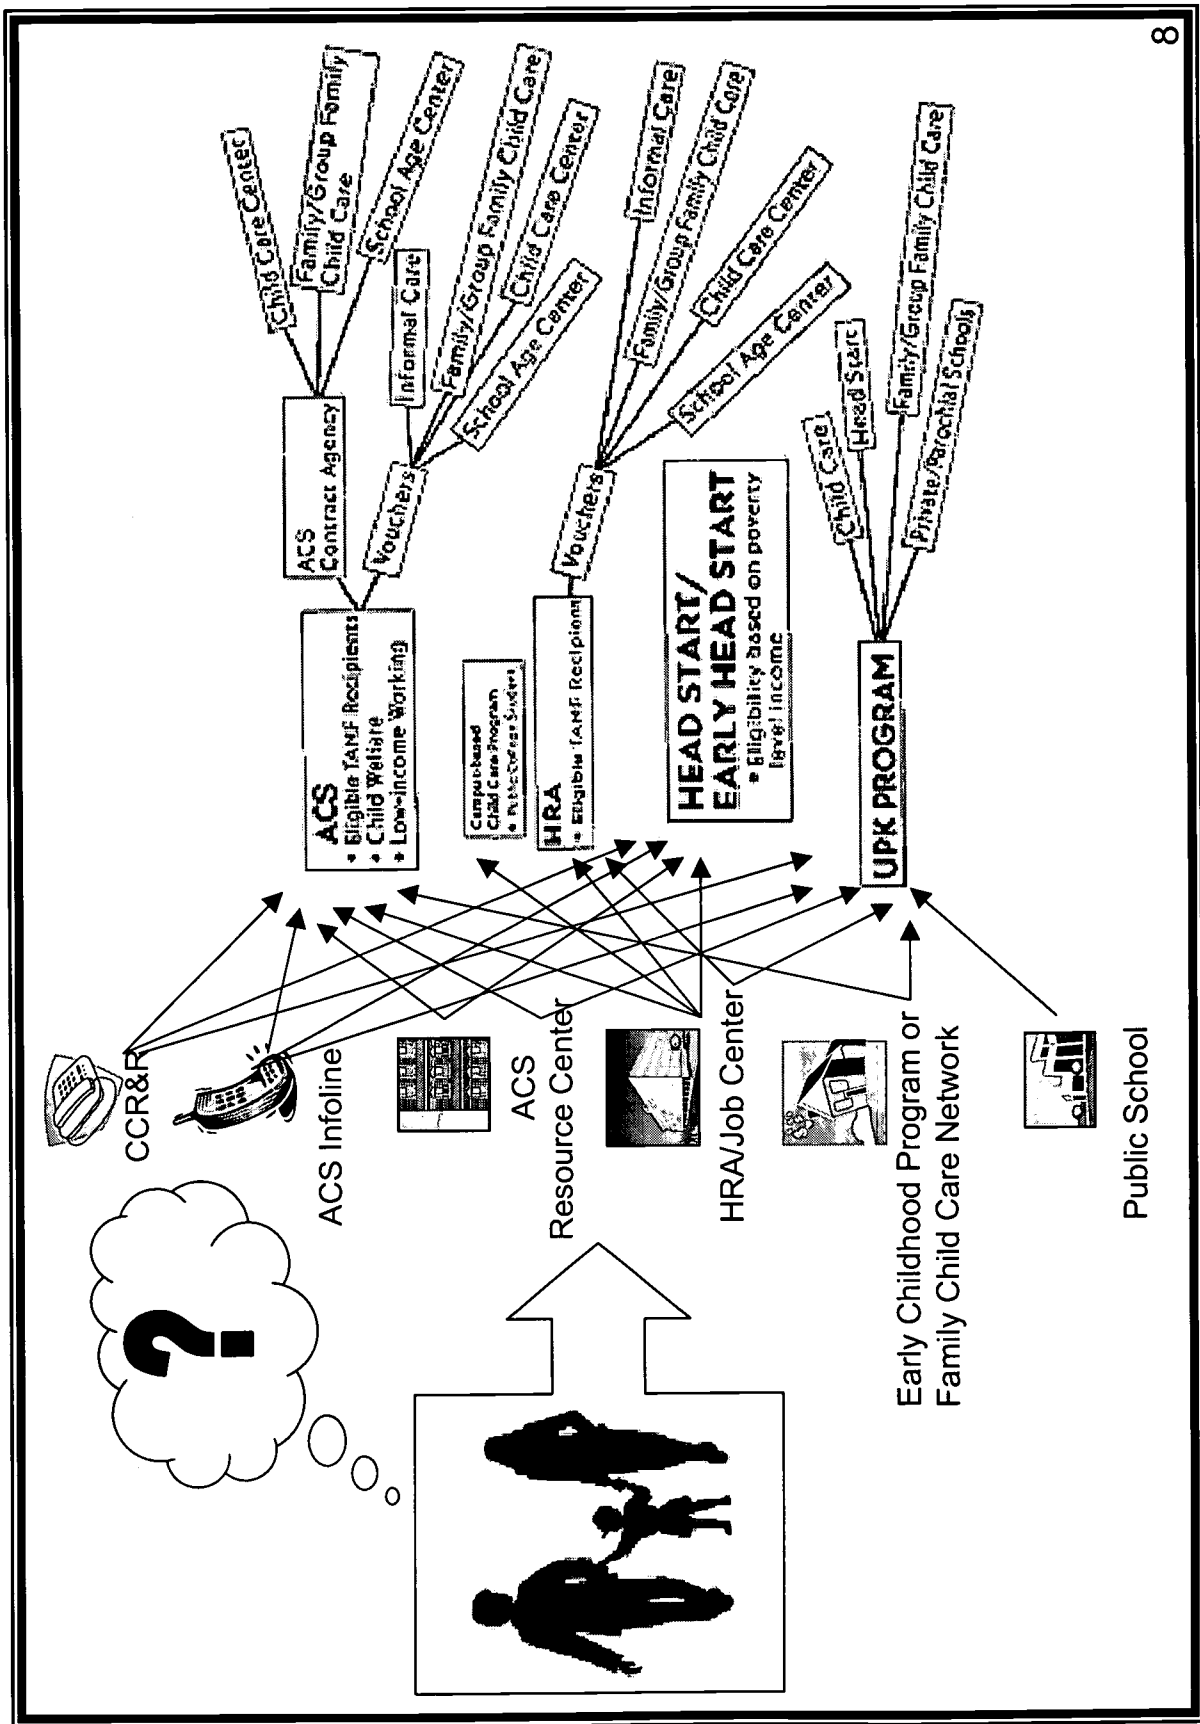 ?
CCR&R
ACS Infoline
ACS
Resource Center
HRA/Job Center
Early Childhood Program or
Family Child Care Network
Public School
ACS
• Eligible TANF Recipients
• Child Welfare
• Low-income Working
ACS
Contract Agency
Child Care Center
Family/Group Family
Child Care
School Age Center
Vouchers
Informal Care
Family/Group Family Child Care
Child Care Center
School Age Center
Campus-based
Child Care Program
• Public College Student
HRA
• Eligible TANF Recipients
Vouchers
Informal Care
Family/Group Family Child Care
Child Care Center
School Age Center
HEAD START/
EARLY HEAD START
• Eligibility based on poverty
level income
UPK PROGRAM
Child Care
Head Start
Family/Group Family Child Care
Private/Parochial Schools
8